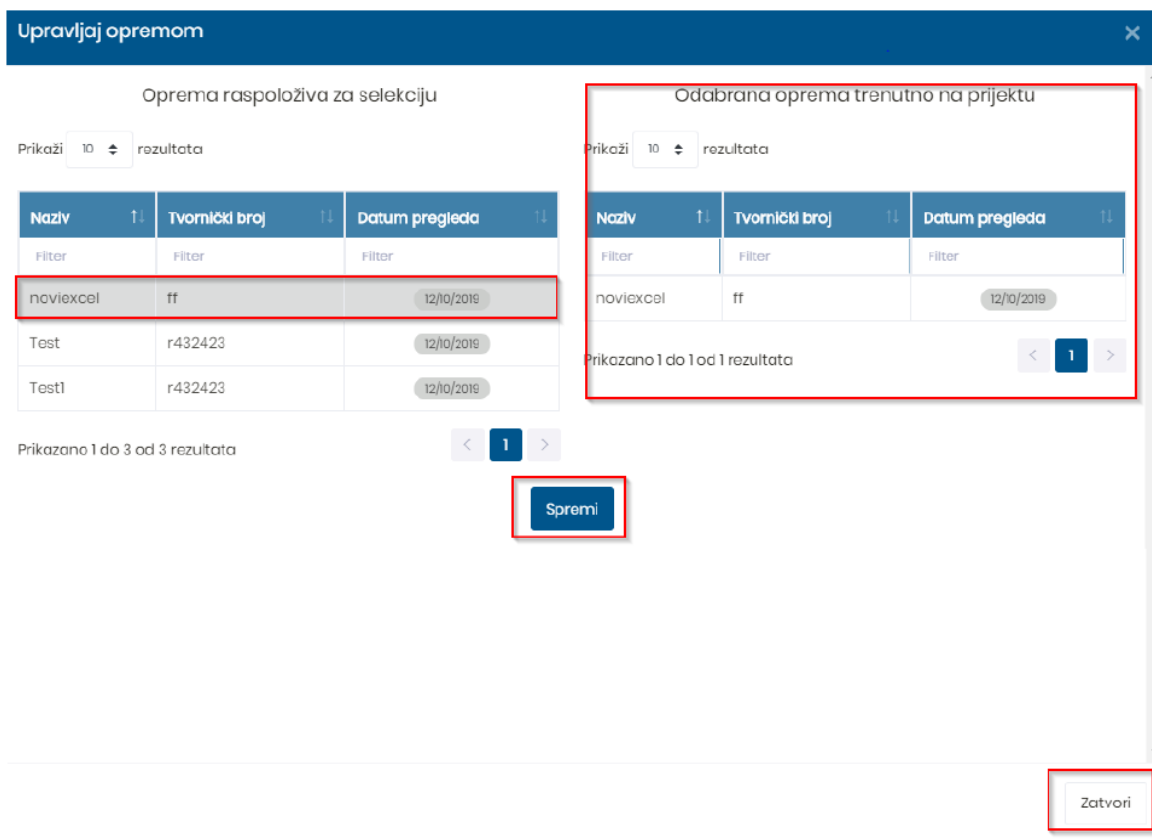 Upravljaj opremom
Oprema raspoloživa za selekciju
Prikaži 10 rezultata
Naziv Tvornički broj Datum pregleda
Filter Filter Filter
noviexcel ff 12/10/2019
Test r432423 12/10/2019
Test1 r432423 12/10/2019
Prikazano 1 do 3 od 3 rezultata < 1 >
Odabrana oprema trenutno na prijektu
Prikaži 10 rezultata
Naziv Tvornički broj Datum pregleda
Filter Filter Filter
noviexcel ff 12/10/2019
Prikazano 1 do 1 od 1 rezultata < 1 >
Spremi
Zatvori